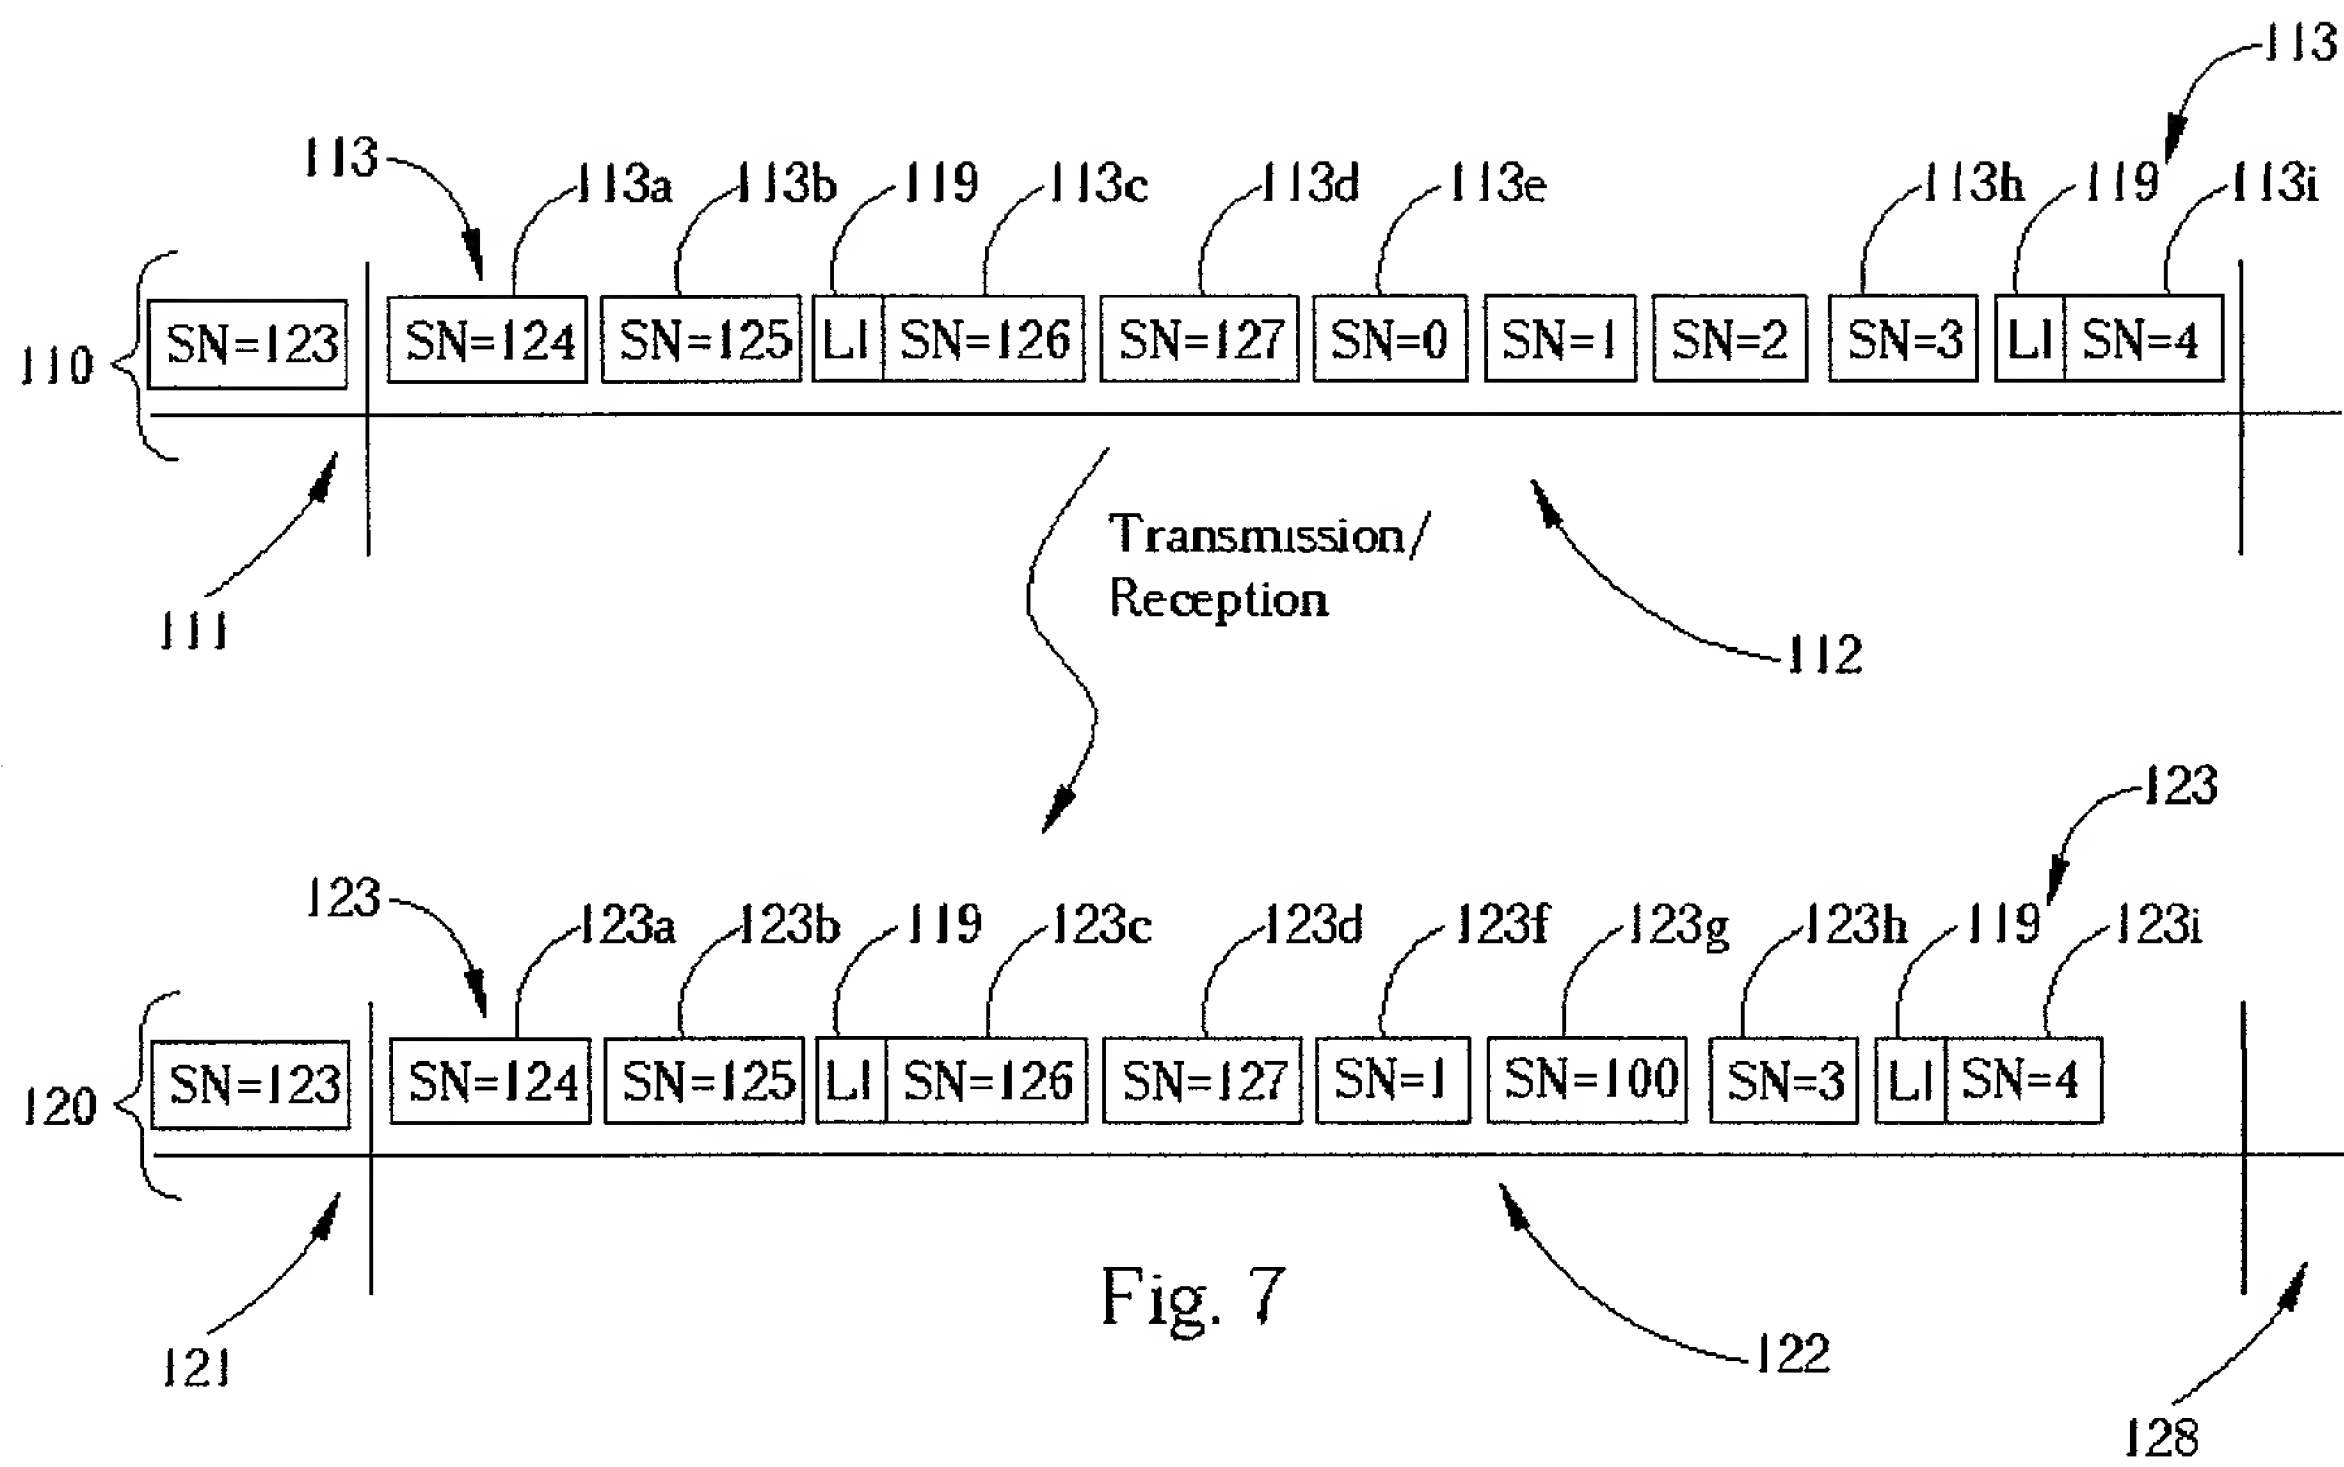 113
113
113a
113b
119
113c
113d
113e
113h
119
113i
110
SN=123
SN=124
SN=125
LI
SN=126
SN=127
SN=0
SN=1
SN=2
SN=3
LI
SN=4
Transmission/
Reception
111
112
123
123
123a
123b
119
123c
123d
123f
123g
123h
119
123i
120
SN=123
SN=124
SN=125
LI
SN=126
SN=127
SN=1
SN=100
SN=3
LI
SN=4
Fig. 7
121
122
128